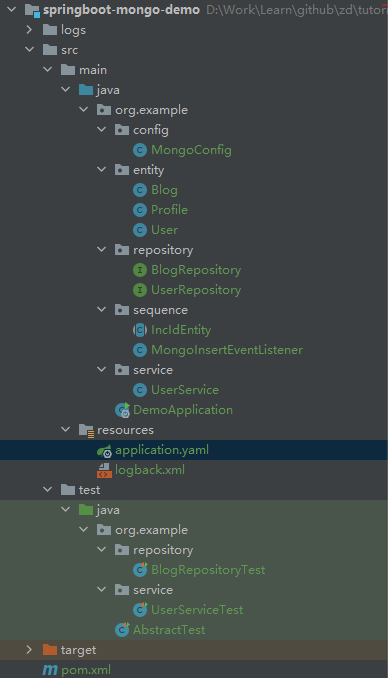 springboot-mongo-demo D:\Work\Learn\github\zd\tutori
logs
src
main
java
org.example
config
MongoConfig
entity
Blog
Profile
User
repository
BlogRepository
UserRepository
sequence
IncIdEntity
MongoInsertEventListener
service
UserService
DemoApplication
resources
application.yaml
logback.xml
test
java
org.example
repository
BlogRepositoryTest
service
UserServiceTest
AbstractTest
target
pom.xml